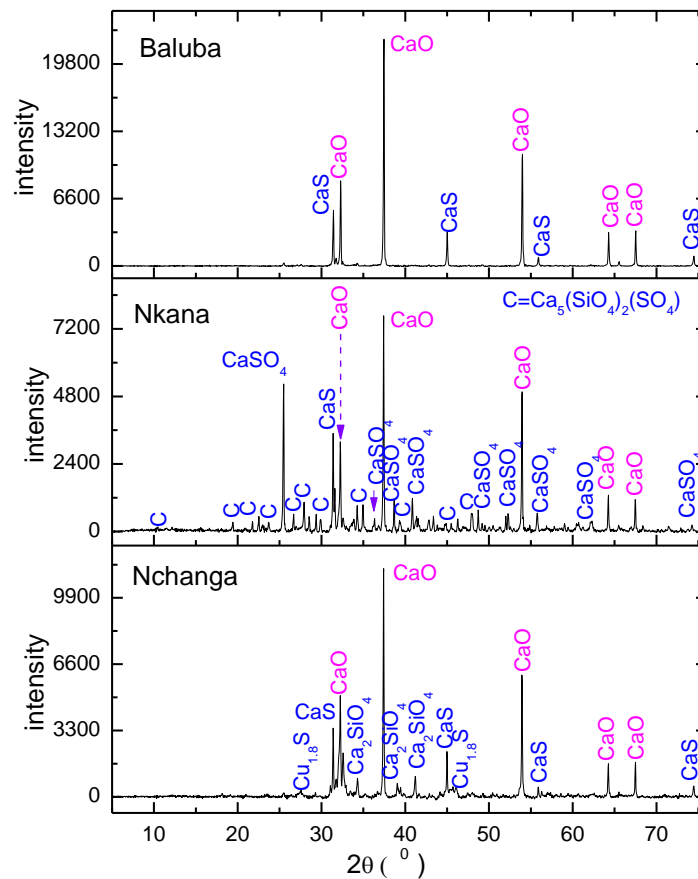 Baluba
intensity
19800
13200
6600
0
CaS
CaO
CaO
CaS
CaO
CaS
CaO
CaO
CaS
Nkana
C=Ca5(SiO4)2(SO4)
intensity
7200
4800
2400
0
C
C
C
C
CaSO4
C
C
C
CaS
CaO
C
CaSO4
CaO
CaSO4
C
CaSO4
C
C
CaSO4
CaSO4
CaO
CaSO4
CaSO4
CaO
CaO
CaSO4
Nchanga
intensity
9900
6600
3300
0
Cu1.8S
CaS
CaO
Ca2SiO4
CaO
Ca2SiO4
Ca2SiO4
CaS
Cu1.8S
CaO
CaS
CaO
CaO
CaS
10 20 30 40 50 60 70
2θ ( 0 )